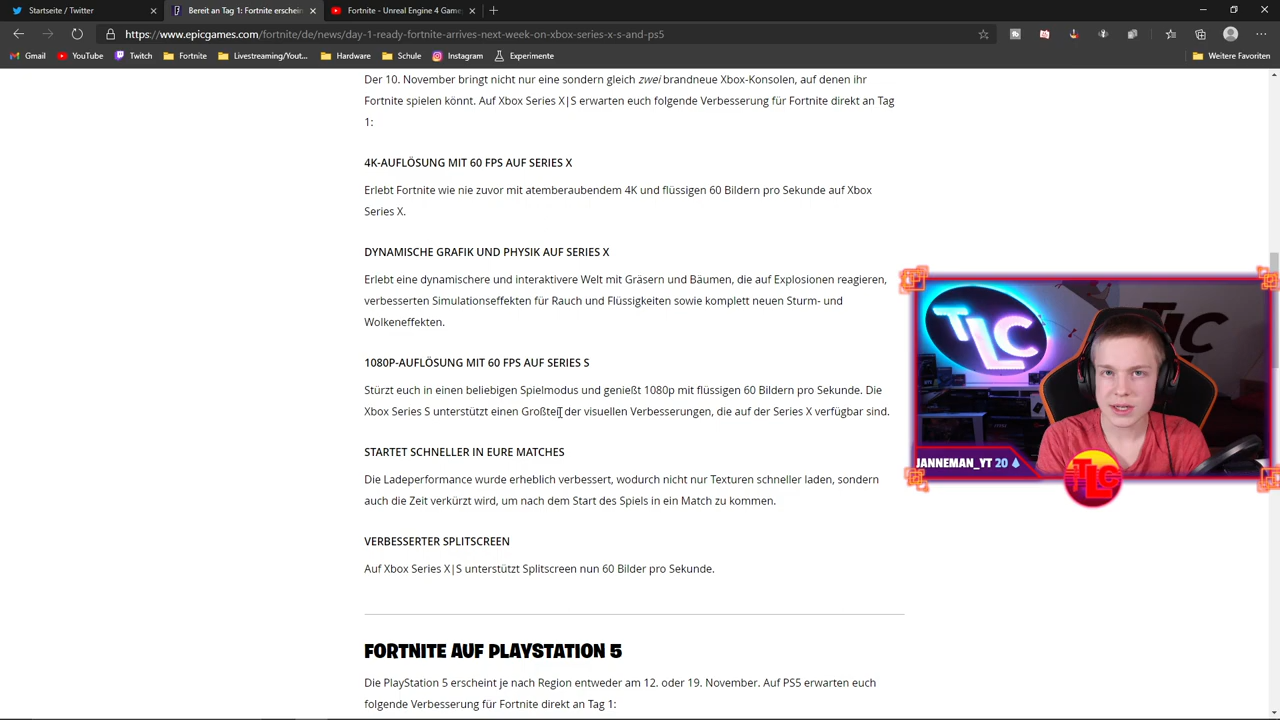 Startseite / Twitter
Bereit an Tag 1: Fortnite erschein
Fortnite - Unreal Engine 4 Game
https://www.epicgames.com/fortnite/de/news/day-1-ready-fortnite-arrives-next-week-on-xbox-series-x-s-and-ps5
Gmail YouTube Twitch Fortnite Livestreaming/Yout... Hardware Schule Instagram Experimente Weitere Favoriten
Der 10. November bringt nicht nur eine sondern gleich zwei brandneue Xbox-Konsolen, auf denen ihr
Fortnite spielen könnt. Auf Xbox Series X|S erwarten euch folgende Verbesserung für Fortnite direkt an Tag
1:
4K-AUFLÖSUNG MIT 60 FPS AUF SERIES X
Erlebt Fortnite wie nie zuvor mit atemberaubendem 4K und flüssigen 60 Bildern pro Sekunde auf Xbox
Series X.
DYNAMISCHE GRAFIK UND PHYSIK AUF SERIES X
Erlebt eine dynamischere und interaktivere Welt mit Gräsern und Bäumen, die auf Explosionen reagieren,
verbesserten Simulationseffekten für Rauch und Flüssigkeiten sowie komplett neuen Sturm- und
Wolkeneffekten.
1080P-AUFLÖSUNG MIT 60 FPS AUF SERIES S
Stürzt euch in einen beliebigen Spielmodus und genießt 1080p mit flüssigen 60 Bildern pro Sekunde. Die
Xbox Series S unterstützt einen Großteil der visuellen Verbesserungen, die auf der Series X verfügbar sind.
STARTET SCHNELLER IN EURE MATCHES
Die Ladeperformance wurde erheblich verbessert, wodurch nicht nur Texturen schneller laden, sondern
auch die Zeit verkürzt wird, um nach dem Start des Spiels in ein Match zu kommen.
VERBESSERTER SPLITSCREEN
Auf Xbox Series X|S unterstützt Splitscreen nun 60 Bilder pro Sekunde.
FORTNITE AUF PLAYSTATION 5
Die PlayStation 5 erscheint je nach Region entweder am 12. oder 19. November. Auf PS5 erwarten euch
folgende Verbesserung für Fortnite direkt an Tag 1:
TLC
TLC
JANNEMAN_YT 20
TLC